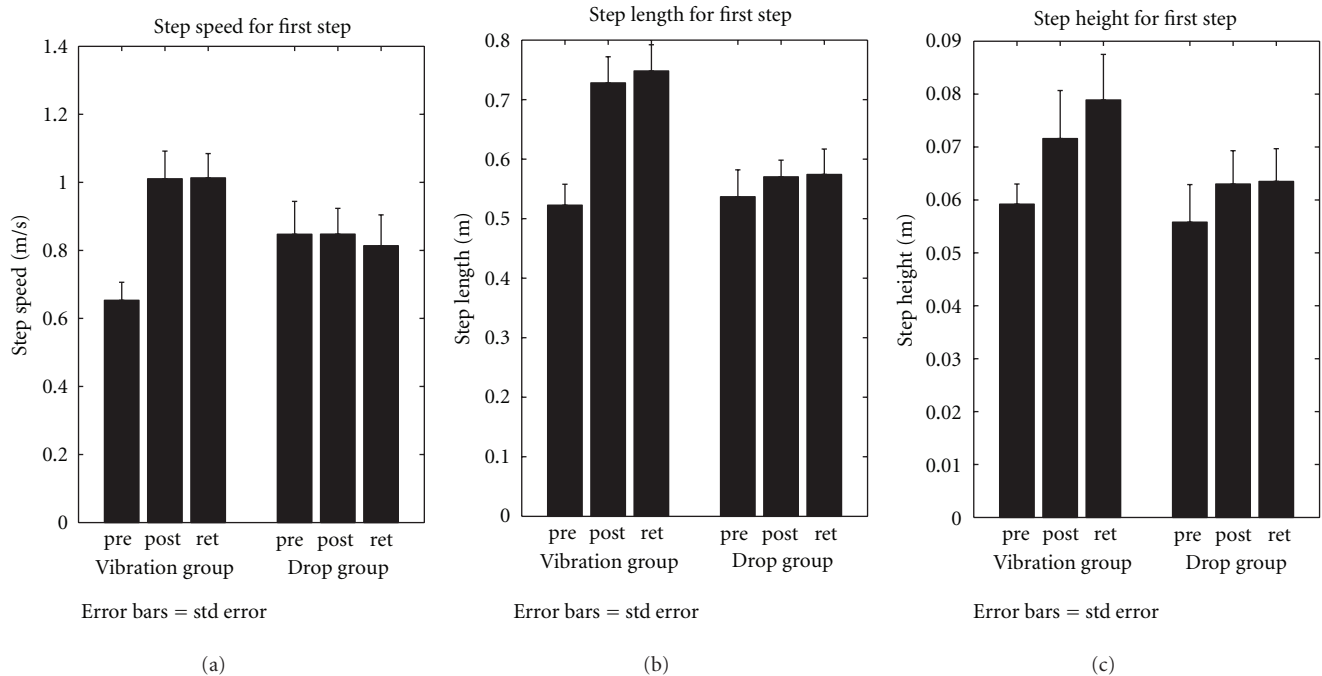 Step speed for first step
1.4
1.2
1
0.8
0.6
0.4
0.2
0
Step speed (m/s)
pre post ret pre post ret
Vibration group Drop group
Error bars = std error
(a)
Step length for first step
0.8
0.7
0.6
0.5
0.4
0.3
0.2
0.1
0
Step length (m)
pre post ret pre post ret
Vibration group Drop group
Error bars = std error
(b)
Step height for first step
0.09
0.08
0.07
0.06
0.05
0.04
0.03
0.02
0.01
0
Step height (m)
pre post ret pre post ret
Vibration group Drop group
Error bars = std error
(c)